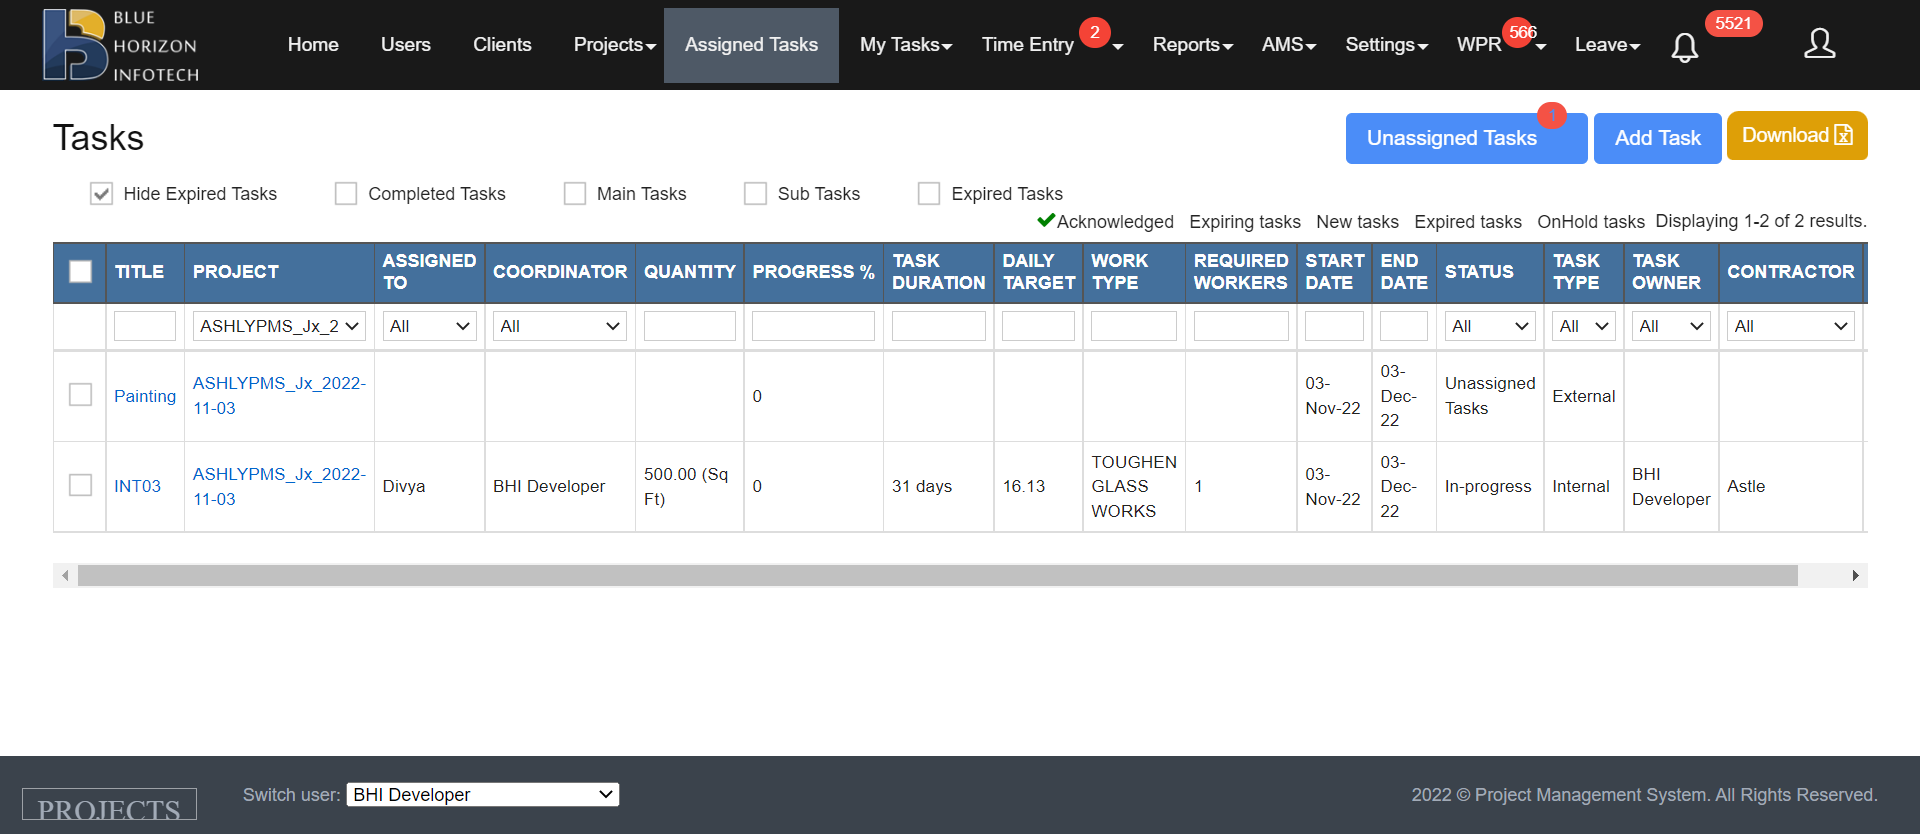 BLUE
HORIZON
INFOTECH
Home
Users
Clients
Projects
Assigned Tasks
My Tasks
Time Entry
2
Reports
AMS
Settings
WPR
566
Leave
5521
Tasks
Unassigned Tasks
1
Add Task
Download
Hide Expired Tasks
Completed Tasks
Main Tasks
Sub Tasks
Expired Tasks
Acknowledged Expiring tasks New tasks Expired tasks OnHold tasks Displaying 1-2 of 2 results.
TITLE
PROJECT
ASSIGNED
TO
COORDINATOR
QUANTITY
PROGRESS %
TASK
DURATION
DAILY
TARGET
WORK
TYPE
REQUIRED
WORKERS
START
DATE
END
DATE
STATUS
TASK
TYPE
TASK
OWNER
CONTRACTOR
ASHLYPMS_Jx_2
All
All
All
All
All
All
Painting
ASHLYPMS_Jx_2022-
11-03
0
03-
Nov-22
03-
Dec-
22
Unassigned
Tasks
External
INT03
ASHLYPMS_Jx_2022-
11-03
Divya
BHI Developer
500.00 (Sq
Ft)
0
31 days
16.13
TOUGHEN
GLASS
WORKS
1
03-
Nov-22
03-
Dec-
22
In-progress
Internal
BHI
Developer
Astle
PROJECTS
Switch user:
BHI Developer
2022 © Project Management System. All Rights Reserved.